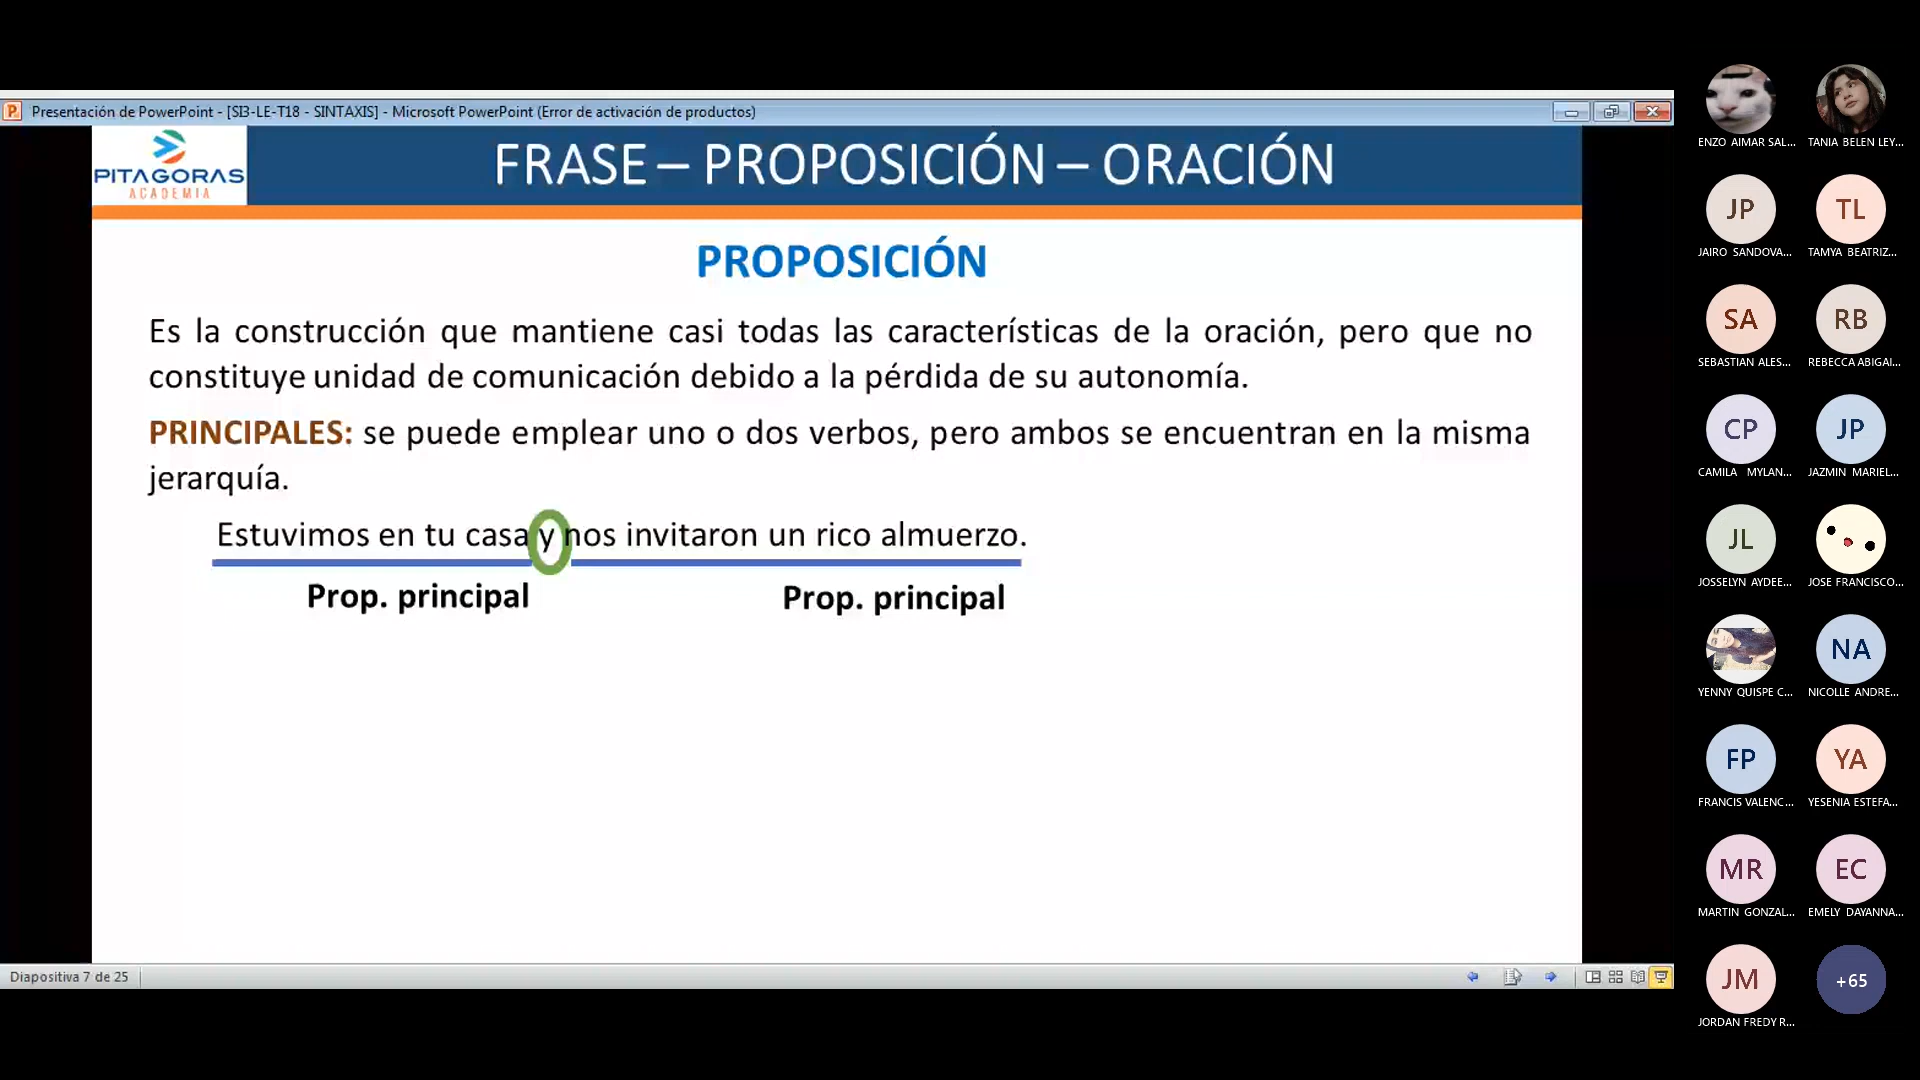 Presentación de PowerPoint - [SI3-LE-T18 - SINTAXIS] - Microsoft PowerPoint (Error de activación de productos)
PITAGORAS
ACADEMIA
FRASE – PROPOSICIÓN – ORACIÓN
PROPOSICIÓN
Es la construcción que mantiene casi todas las características de la oración, pero que no
constituye unidad de comunicación debido a la pérdida de su autonomía.
PRINCIPALES: se puede emplear uno o dos verbos, pero ambos se encuentran en la misma
jerarquía.
Estuvimos en tu casa y nos invitaron un rico almuerzo.
Prop. principal Prop. principal
Diapositiva 7 de 25
ENZO AIMAR SAL... TANIA BELEN LEY...
JP TL
JAIRO SANDOVA... TAMYA BEATRIZ...
SA RB
SEBASTIAN ALES... REBECCA ABIGAI...
CP JP
CAMILA MYLAN... JAZMIN MARIEL...
JL
JOSSELYN AYDEE... JOSE FRANCISCO...
NA
YENNY QUISPE C... NICOLLE ANDRE...
FP YA
FRANCIS VALENC... YESENIA ESTEFA...
MR EC
MARTIN GONZAL... EMELY DAYANNA...
JM +65
JORDAN FREDY R...